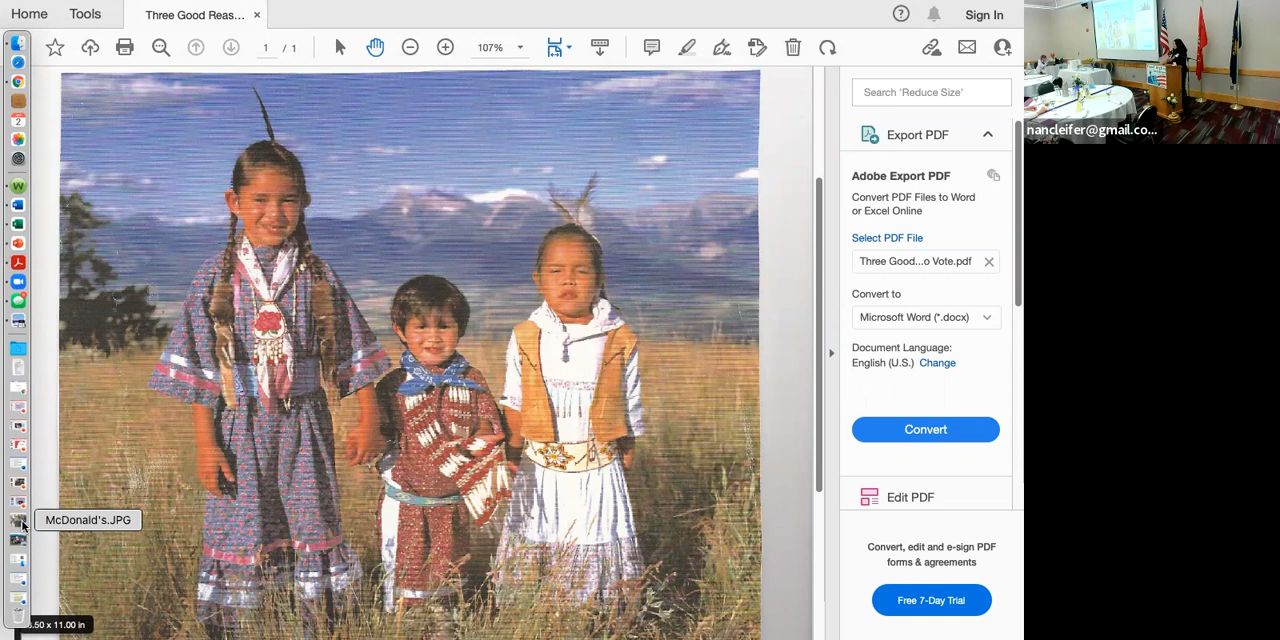 Home
Tools
Three Good Reas...
Sign In
1 / 1
107%
Search 'Reduce Size'
Export PDF
Adobe Export PDF
Convert PDF Files to Word
or Excel Online
Select PDF File
Three Good...o Vote.pdf
Convert to
Microsoft Word (*.docx)
Document Language:
English (U.S.) Change
Convert
Edit PDF
Convert, edit and e-sign PDF
forms & agreements
Free 7-Day Trial
2
McDonald's.JPG
.50 x 11.00 in
nancleifer@gmail.co...